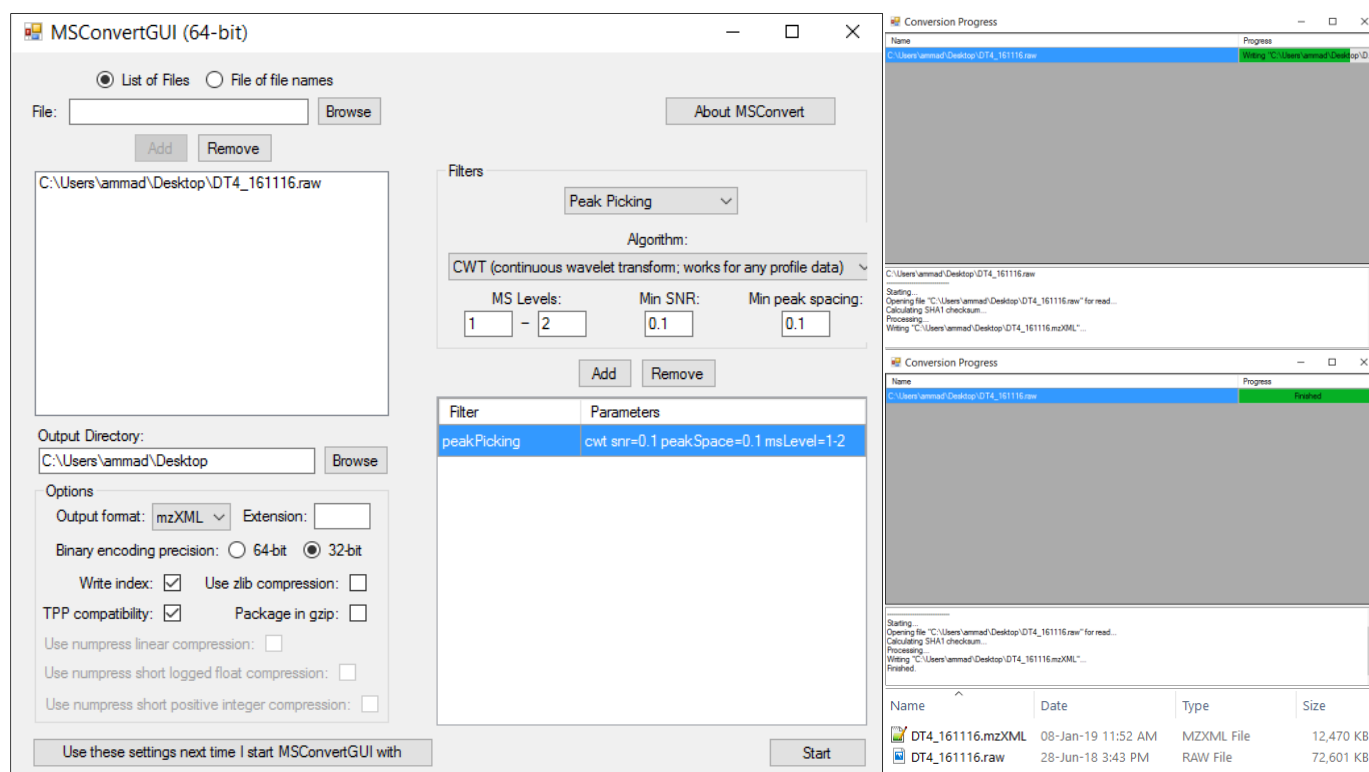 MSConvertGUI (64-bit)
List of Files File of file names
File: Browse
About MSConvert
Add Remove
C:\Users\ammad\Desktop\DT4_161116.raw
Output Directory:
C:\Users\ammad\Desktop Browse
Options
Output format: mzXML Extension:
Binary encoding precision: 64-bit 32-bit
Write index: Use zlib compression:
TPP compatibility: Package in gzip:
Use numpress linear compression:
Use numpress short logged float compression:
Use numpress short positive integer compression:
Use these settings next time I start MSConvertGUI with
Filters
Peak Picking
Algorithm:
CWT (continuous wavelet transform; works for any profile data)
MS Levels: Min SNR: Min peak spacing:
1 - 2 0.1 0.1
Add Remove
Filter Parameters
peakPicking cwt snr=0.1 peakSpace=0.1 msLevel=1-2
Start
Conversion Progress
Name Progress
C:\Users\ammad\Desktop\DT4_161116.raw Writing "C:\Users\ammad\Desktop\D
C:\Users\ammad\Desktop\DT4_161116.raw
Starting...
Opening file "C:\Users\ammad\Desktop\DT4_161116.raw" for read...
Calculating SHA1 checksum...
Processing...
Writing "C:\Users\ammad\Desktop\DT4_161116.mzXML"...
Conversion Progress
Name Progress
C:\Users\ammad\Desktop\DT4_161116.raw Finished
Starting...
Opening file "C:\Users\ammad\Desktop\DT4_161116.raw" for read...
Calculating SHA1 checksum...
Processing...
Writing "C:\Users\ammad\Desktop\DT4_161116.mzXML"...
Finished.
Name Date Type Size
DT4_161116.mzXML 08-Jan-19 11:52 AM MZXML File 12,470 KB
DT4_161116.raw 28-Jun-18 3:43 PM RAW File 72,601 KB